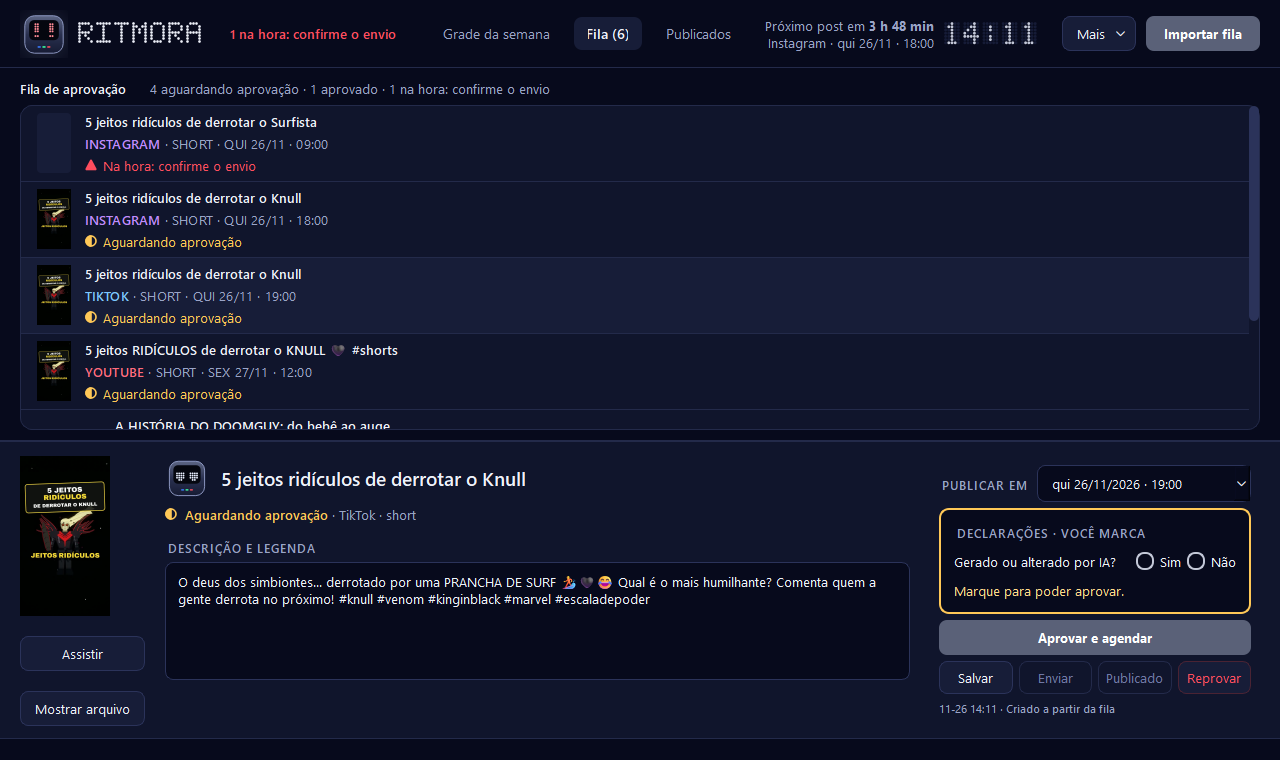 RITMORA
1 na hora: confirme o envio
Grade da semana
Fila (6)
Publicados
Próximo post em 3 h 48 min
Instagram · qui 26/11 · 18:00
14:11
Mais
Importar fila
Fila de aprovação
4 aguardando aprovação · 1 aprovado · 1 na hora: confirme o envio
5 jeitos ridículos de derrotar o Surfista
INSTAGRAM · SHORT · QUI 26/11 · 09:00
Na hora: confirme o envio
5 jeitos ridículos de derrotar o Knull
INSTAGRAM · SHORT · QUI 26/11 · 18:00
Aguardando aprovação
5 jeitos ridículos de derrotar o Knull
TIKTOK · SHORT · QUI 26/11 · 19:00
Aguardando aprovação
5 jeitos RIDÍCULOS de derrotar o KNULL 🖤 #shorts
YOUTUBE · SHORT · SEX 27/11 · 12:00
Aguardando aprovação
A HISTÓRIA DO DOOMGUY: do bebê ao auge
5 JEITOS
RIDÍCULOS
DE DERROTAR O KNULL
JEITOS RIDÍCULOS
Assistir
Mostrar arquivo
5 jeitos ridículos de derrotar o Knull
Aguardando aprovação · TikTok · short
DESCRIÇÃO E LEGENDA
O deus dos simbiontes... derrotado por uma PRANCHA DE SURF 🏄🖤😂 Qual é o mais humilhante? Comenta quem a
gente derrota no próximo! #knull #venom #kinginblack #marvel #escaladepoder
PUBLICAR EM
qui 26/11/2026 · 19:00
DECLARAÇÕES · VOCÊ MARCA
Gerado ou alterado por IA?
Sim
Não
Marque para poder aprovar.
Aprovar e agendar
Salvar
Enviar
Publicado
Reprovar
11-26 14:11 · Criado a partir da fila